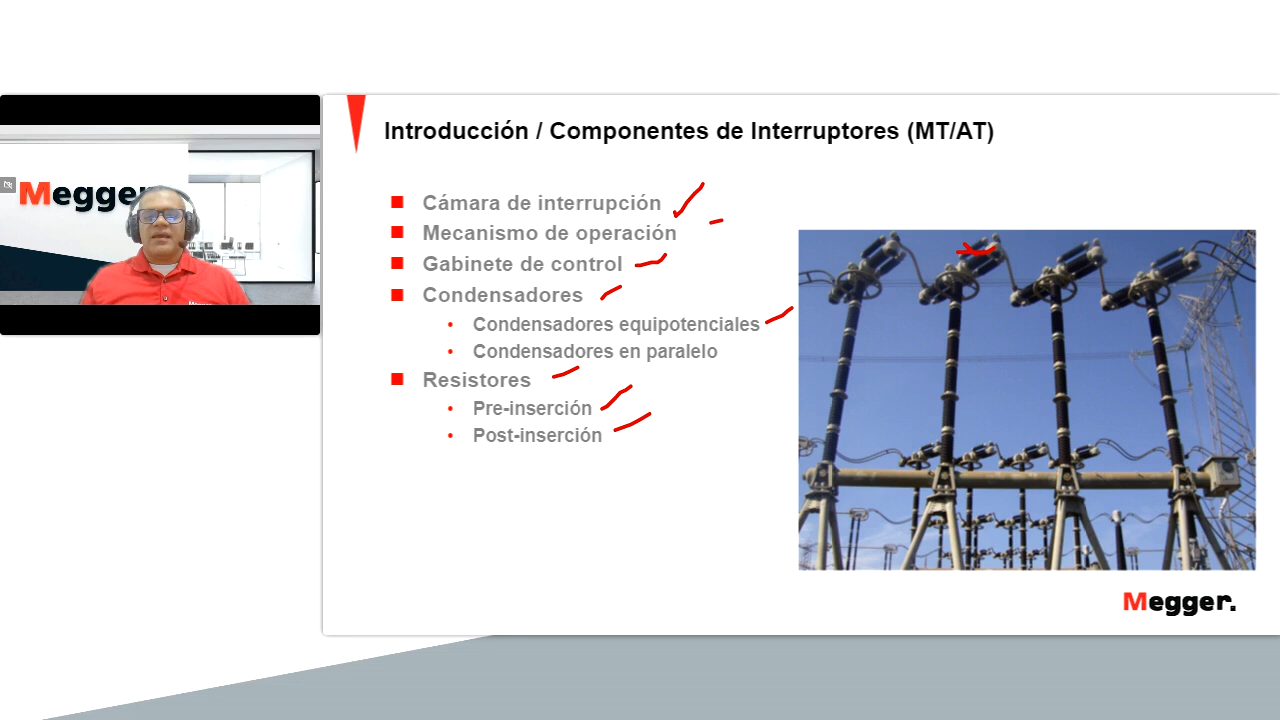 Megger
Introducción / Componentes de Interruptores (MT/AT)
Cámara de interrupción
Mecanismo de operación
Gabinete de control
Condensadores
Condensadores equipotenciales
Condensadores en paralelo
Resistores
Pre-inserción
Post-inserción
Megger.